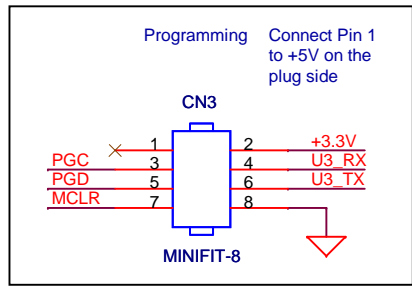 Programming Connect Pin 1
to +5V on the
plug side
CN3
1 2 +3.3V
PGC 3 4 U3_RX
PGD 5 6 U3_TX
MCLR 7 8
MINIFIT-8